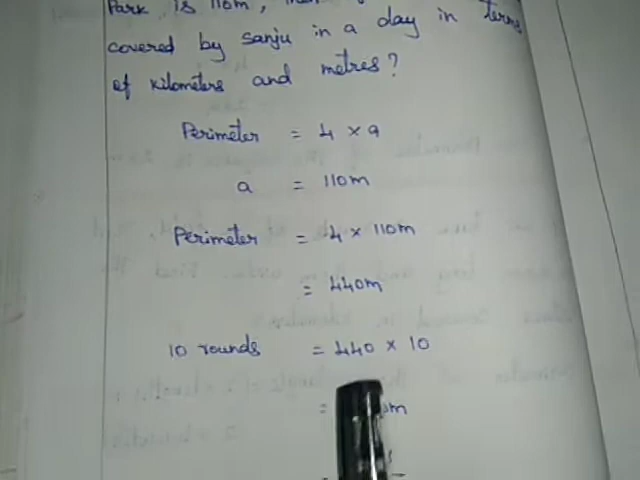 Park is 110m,
covered by Sanju in a day in terms
of kilometers and metres?
Perimeter = 4 × a
a = 110m
Perimeter = 4 × 110m
= 440m
10 rounds = 440 × 10
= 0m
=